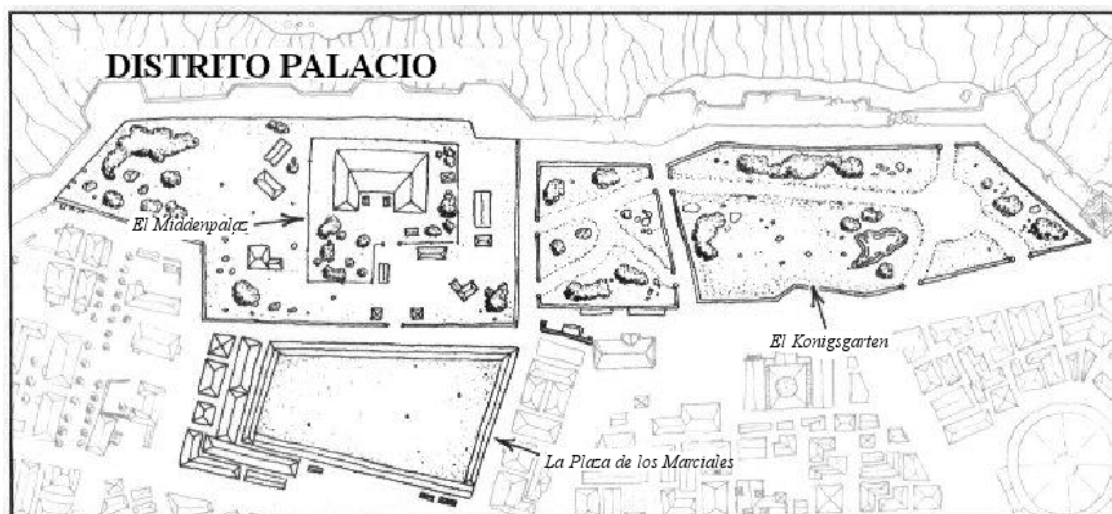 DISTRITO PALACIO
El Middenpalaz
El Konigsgarten
La Plaza de los Marciales